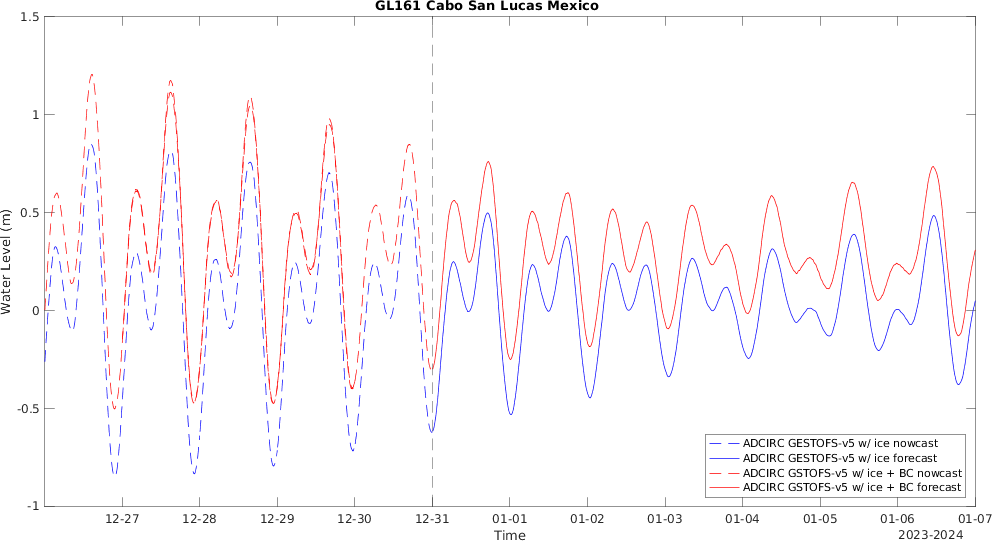 GL161 Cabo San Lucas Mexico
Water Level (m)
1.5
1
0.5
0
-0.5
-1
12-27 12-28 12-29 12-30 12-31 01-01 01-02 01-03 01-04 01-05 01-06 01-07
Time
2023-2024
ADCIRC GESTOFS-v5 w/ ice nowcast
ADCIRC GESTOFS-v5 w/ ice forecast
ADCIRC GSTOFS-v5 w/ ice + BC nowcast
ADCIRC GSTOFS-v5 w/ ice + BC forecast